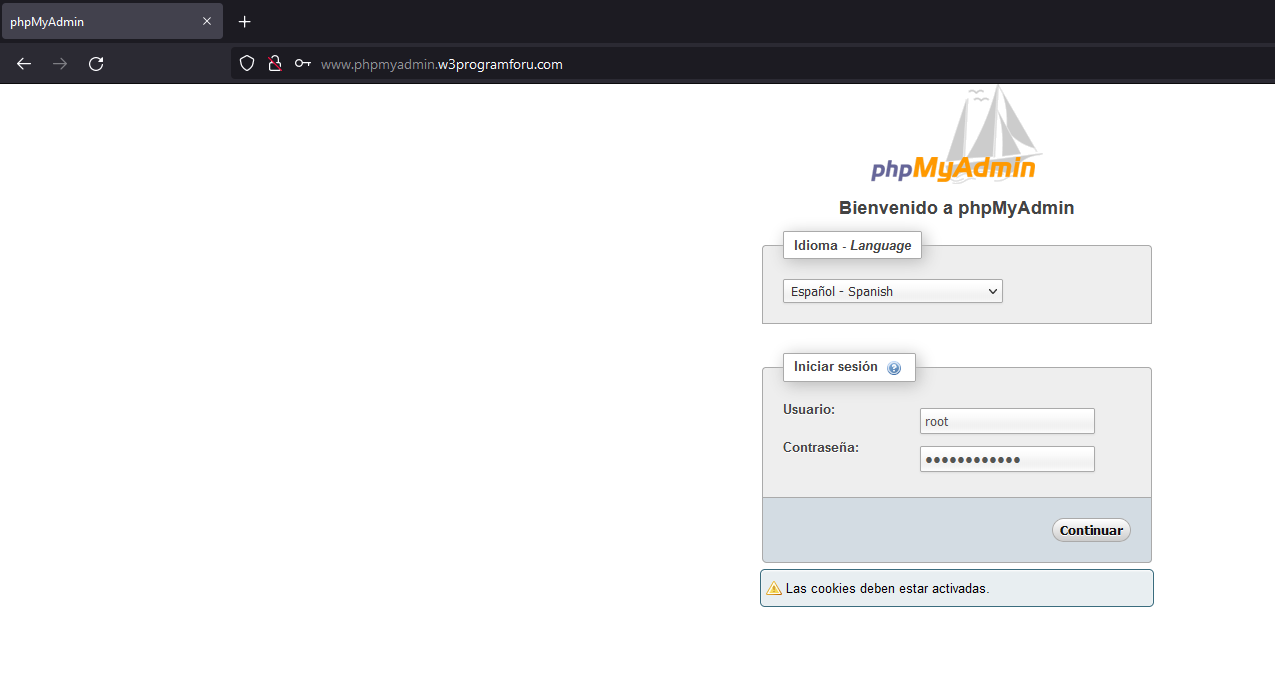 phpMyAdmin
www.phpmyadmin.w3programforu.com
phpMyAdmin
Bienvenido a phpMyAdmin
Idioma - Language
Español - Spanish
Iniciar sesión
Usuario:
root
Contraseña:
••••••••••••
Continuar
Las cookies deben estar activadas.